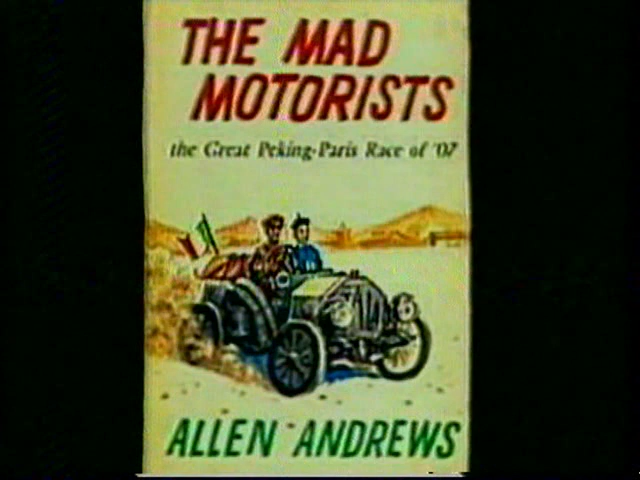 THE MAD
MOTORISTS
the Great Peking-Paris Race of '07
ALLEN ANDREWS